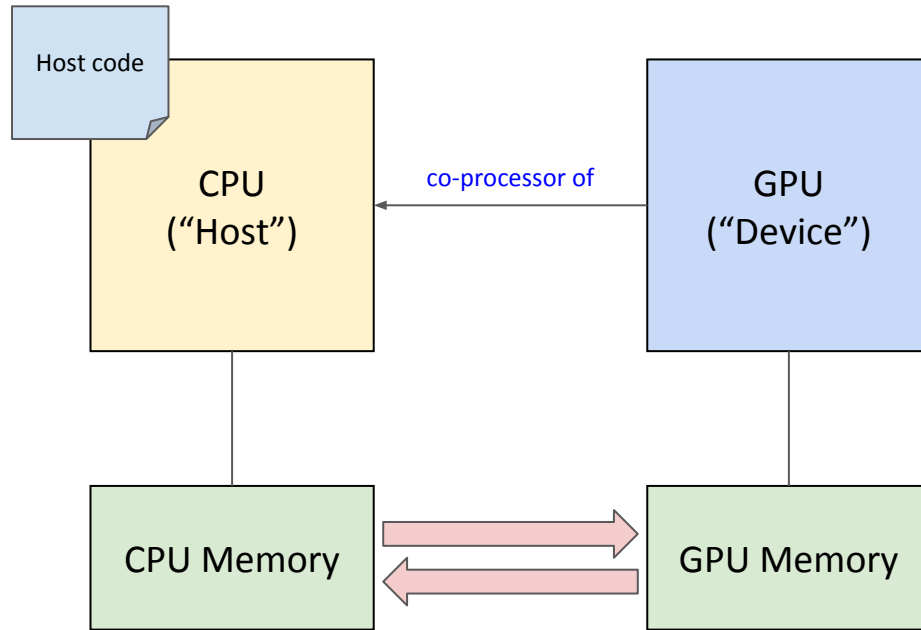 Host code
CPU
(“Host”)
co-processor of
GPU
(“Device”)
CPU Memory
GPU Memory